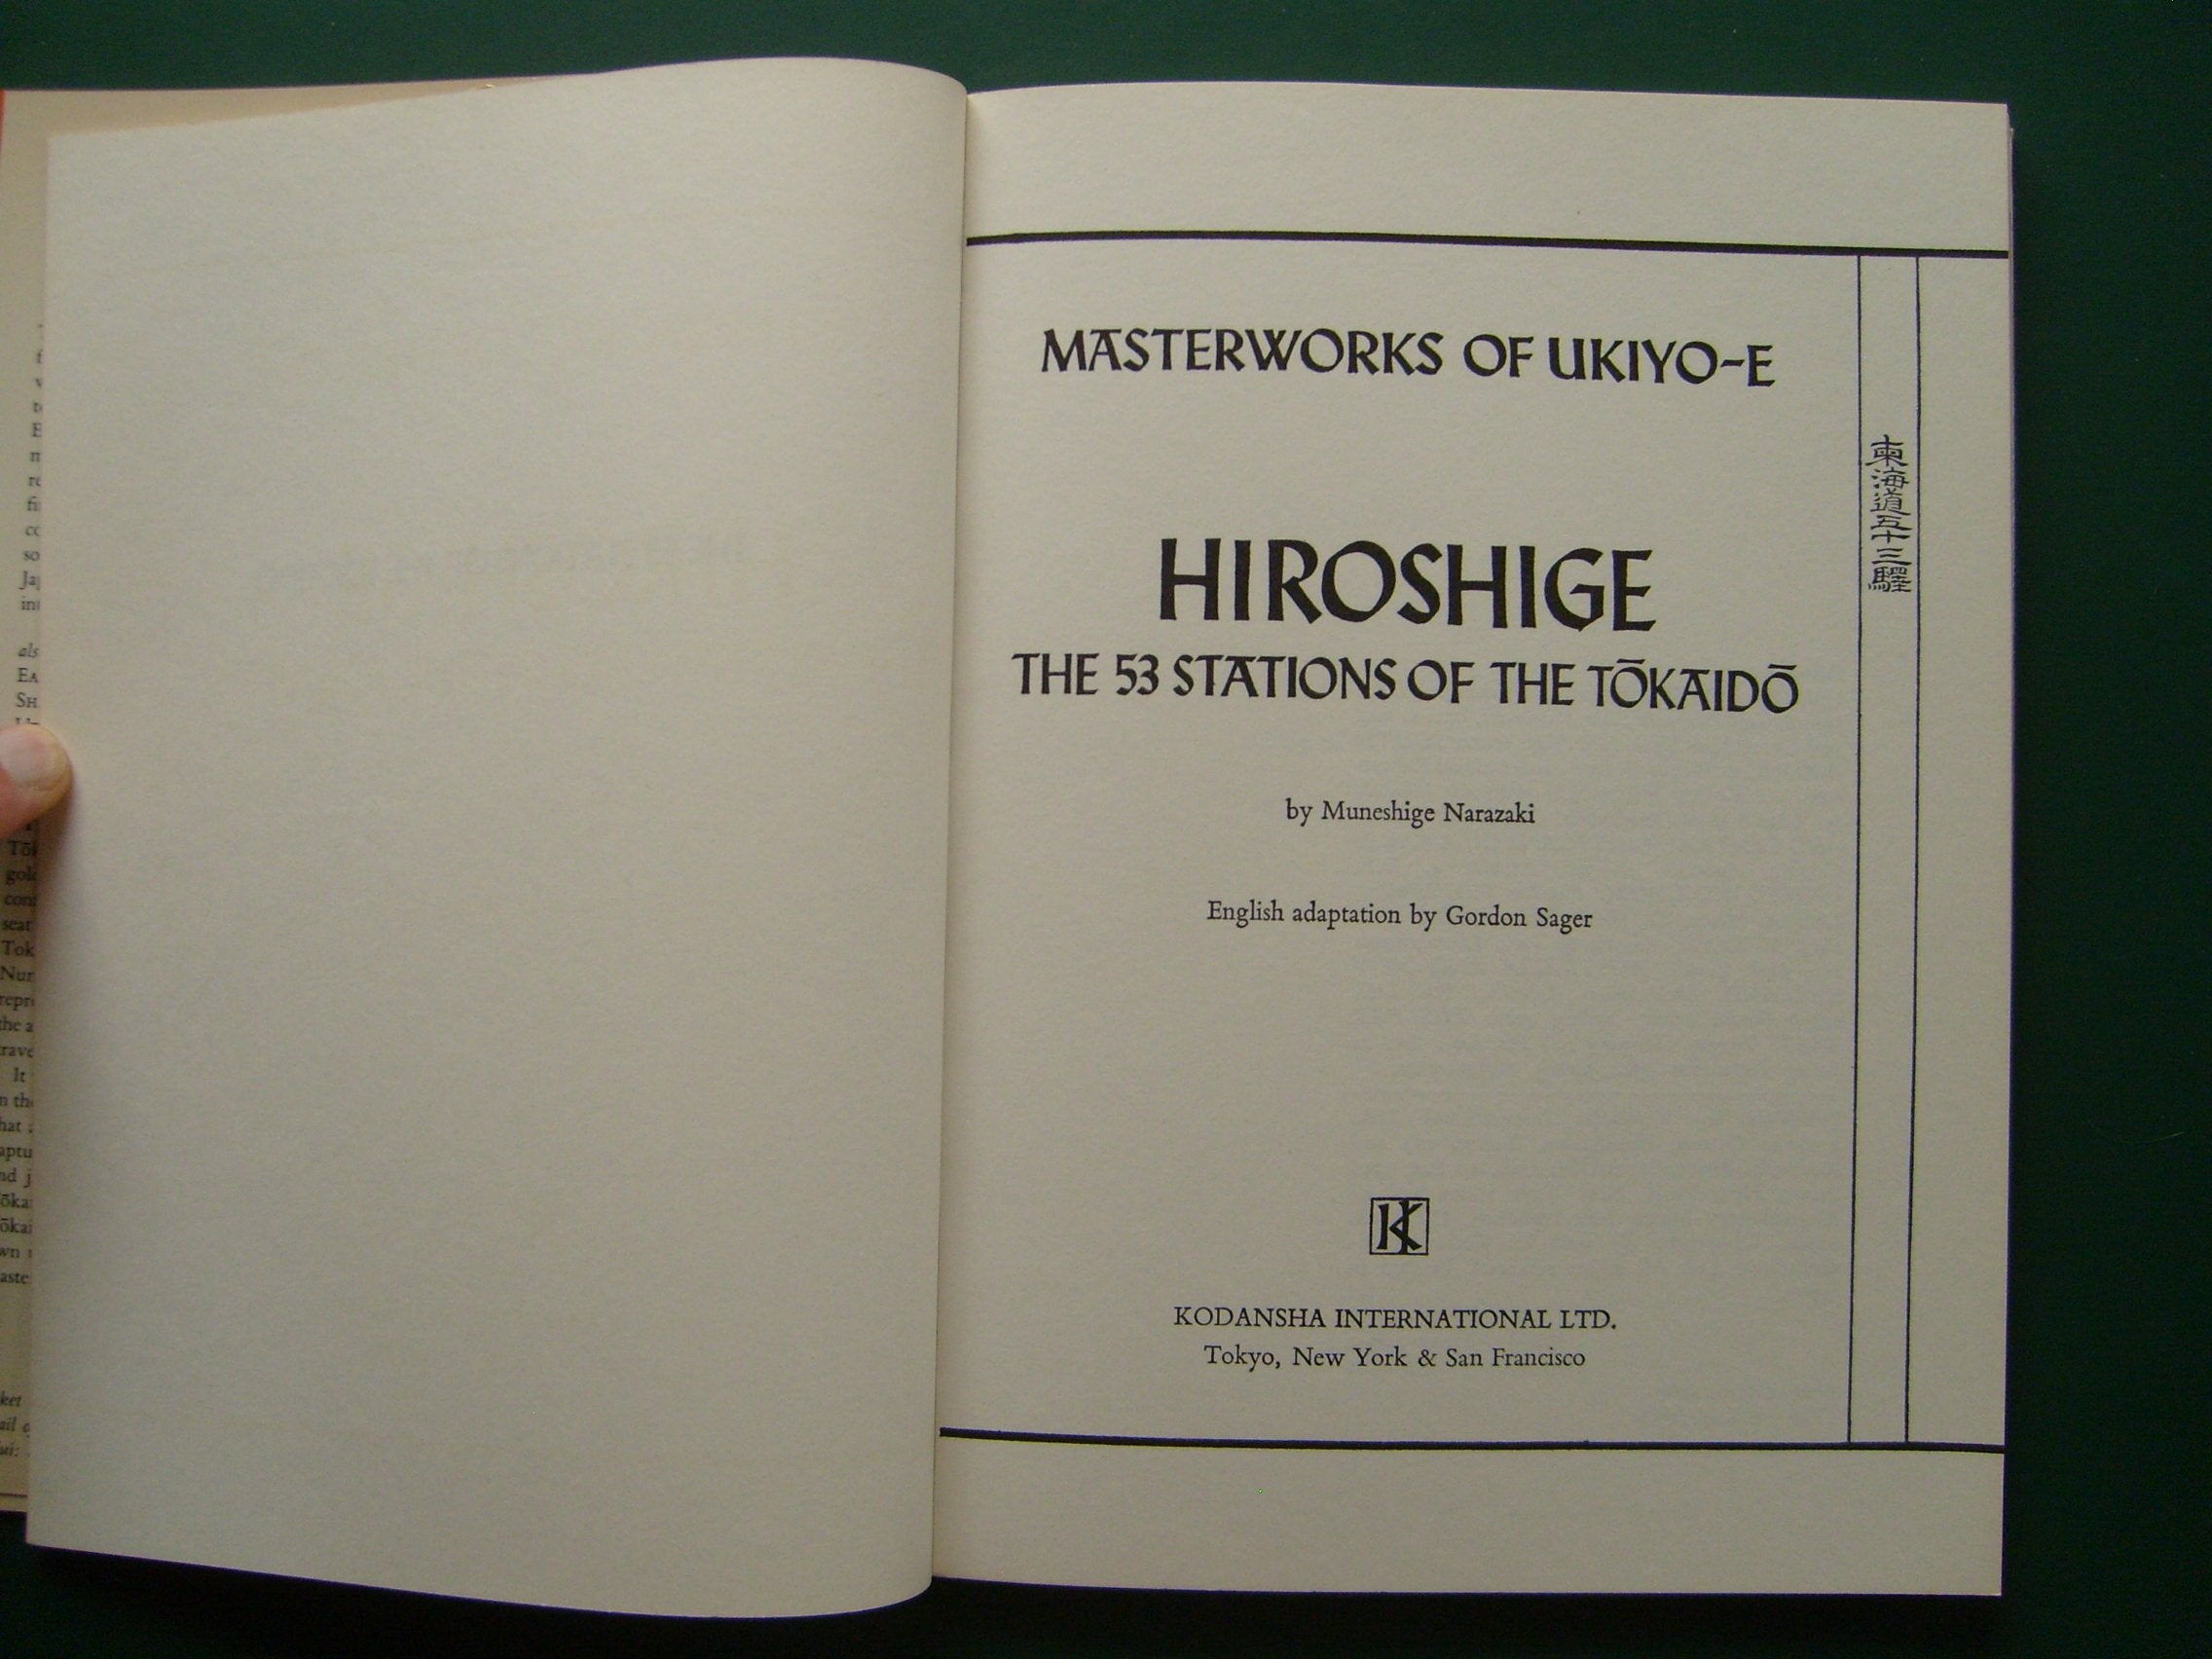 als
MASTERWORKS OF UKIYO-E
HIROSHIGE
THE 53 STATIONS OF THE TŌKAIDŌ
by Muneshige Narazaki
English adaptation by Gordon Sager
K
KODANSHA INTERNATIONAL LTD.
Tokyo, New York & San Francisco
東海道五十三驛